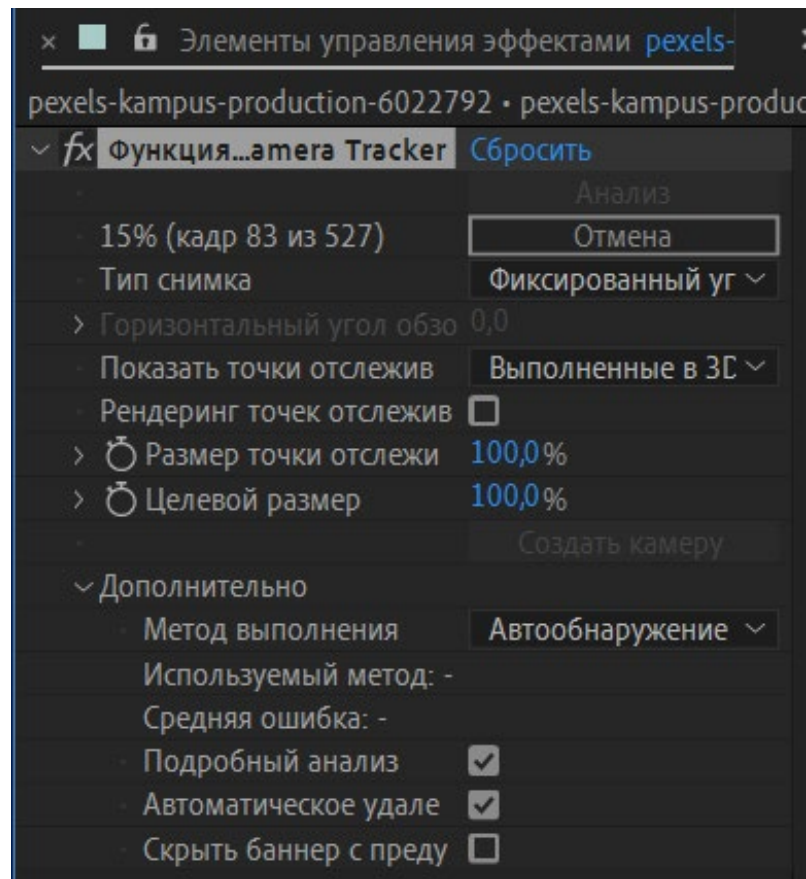 × Элементы управления эффектами pexels-
pexels-kampus-production-6022792 • pexels-kampus-produc
fx Функция...amera Tracker Сбросить
Анализ
15% (кадр 83 из 527) Отмена
Тип снимка Фиксированный уг
Горизонтальный угол обзо 0,0
Показать точки отслежив Выполненные в 3D
Рендеринг точек отслежив
Размер точки отслежи 100,0%
Целевой размер 100,0%
Создать камеру
Дополнительно
Метод выполнения Автообнаружение
Используемый метод: -
Средняя ошибка: -
Подробный анализ
Автоматическое удале
Скрыть баннер с преду